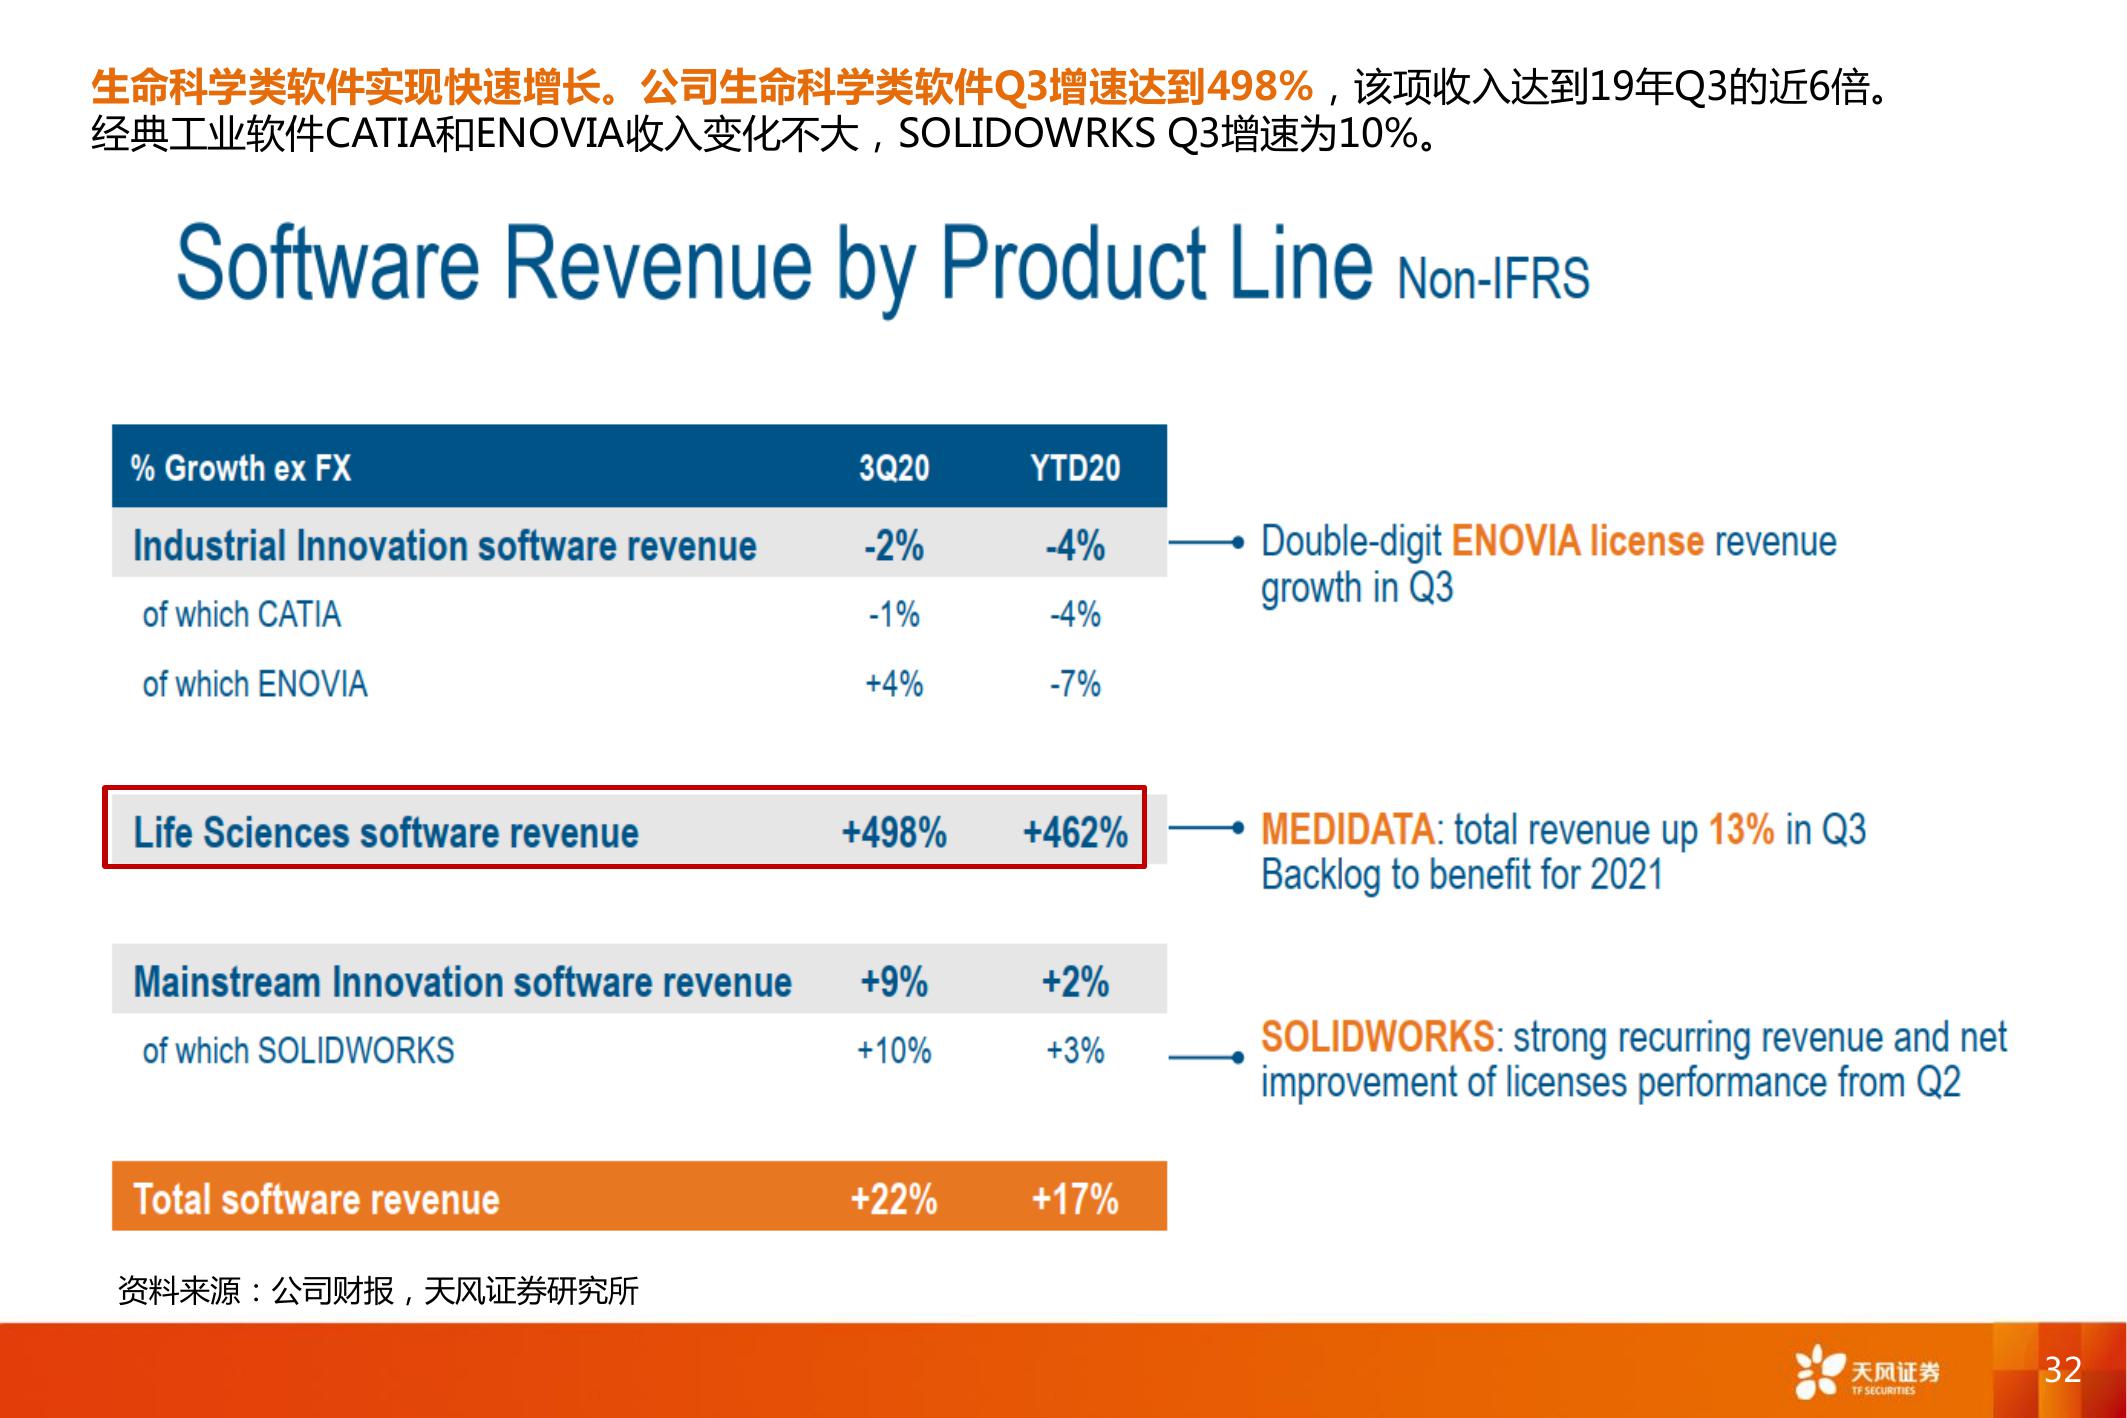 生命科学类软件实现快速增长。公司生命科学类软件Q3增速达到498%，该项收入达到19年Q3的近6倍。
经典工业软件CATIA和ENOVIA收入变化不大，SOLIDOWRKS Q3增速为10%。
Software Revenue by Product Line Non-IFRS
% Growth ex FX 3Q20 YTD20
Industrial Innovation software revenue -2% -4%
Double-digit ENOVIA license revenue
growth in Q3
of which CATIA -1% -4%
of which ENOVIA +4% -7%
Life Sciences software revenue +498% +462%
MEDIDATA: total revenue up 13% in Q3
Backlog to benefit for 2021
Mainstream Innovation software revenue +9% +2%
of which SOLIDWORKS +10% +3%
SOLIDWORKS: strong recurring revenue and net
improvement of licenses performance from Q2
Total software revenue +22% +17%
资料来源：公司财报，天风证券研究所
天风证券
TF SECURITIES
32